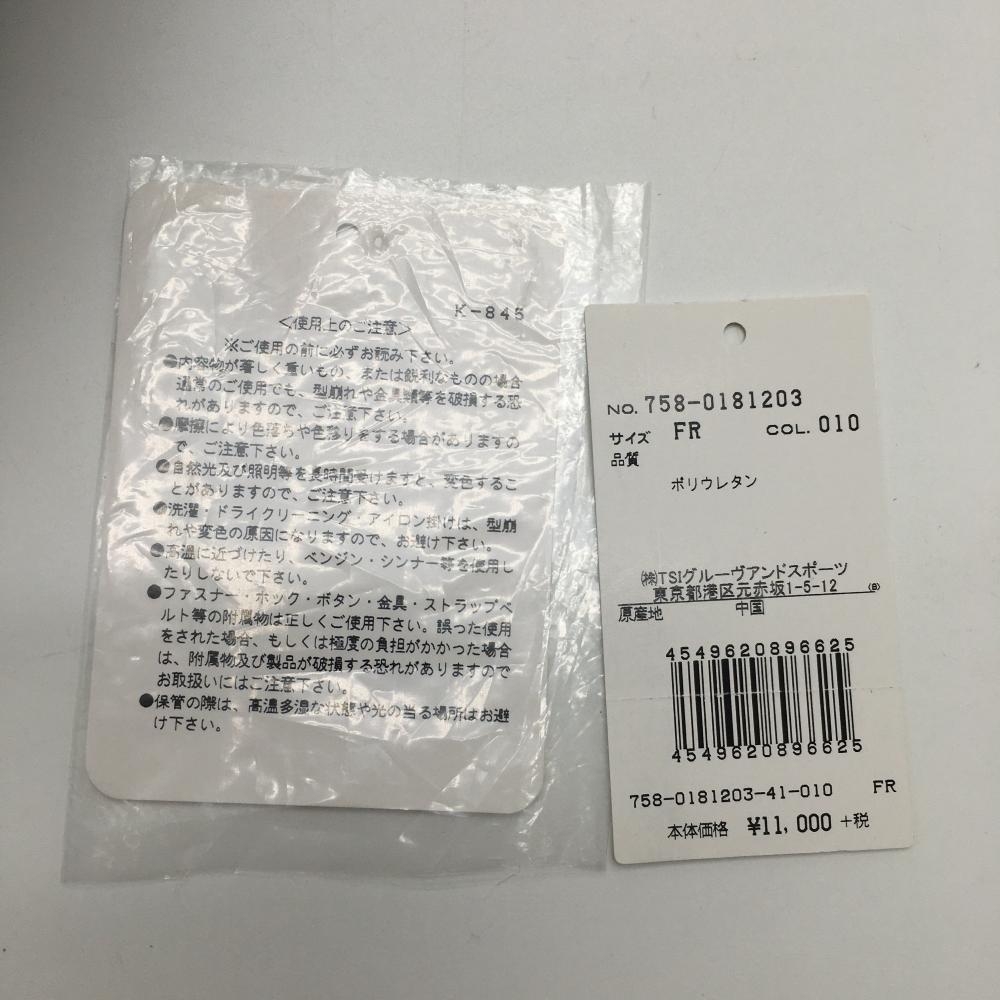 K-845
＜使用上のご注意＞
※ご使用の前に必ずお読み下さい。
●内容物が著しく重いもの、または鋭利なものの場合
通常のご使用でも、型崩れや金具類等を破損する恐
れがありますので、ご注意下さい。
●摩擦により色落ちや色移りをする場合がありますの
で、ご注意下さい。
●自然光及び照明等を長時間受けますと、変色するこ
とがありますので、ご注意下さい。
●洗濯・ドライクリーニング・アイロン掛けは、型崩
れや変色の原因になりますので、お避け下さい。
●高温に近づけたり、ベンジン・シンナー等を使用し
たりしないで下さい。
●ファスナー・ホック・ボタン・金具・ストラップベ
ルト等の附属物は正しくご使用下さい。誤った使用
をされた場合、もしくは極度の負担がかかった場合
は、附属物及び製品が破損する恐れがありますので
お取扱いにはご注意下さい。
●保管の際は、高温多湿な状態や光の当る場所はお避
け下さい。
NO. 758-0181203
サイズ FR COL. 010
品質
ポリウレタン
㈱TSIグルーヴアンドスポーツ
東京都港区元赤坂1-5-12 (B)
原産地 中国
4549620896625
4549620896625
758-0181203-41-010 FR
本体価格 ¥11,000 +税